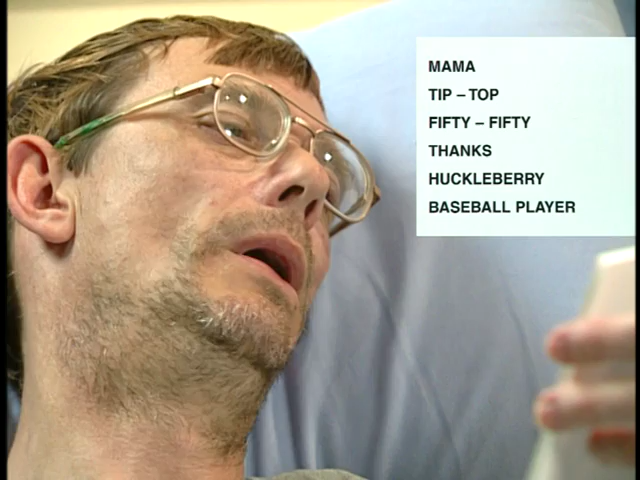 MAMA
TIP – TOP
FIFTY – FIFTY
THANKS
HUCKLEBERRY
BASEBALL PLAYER